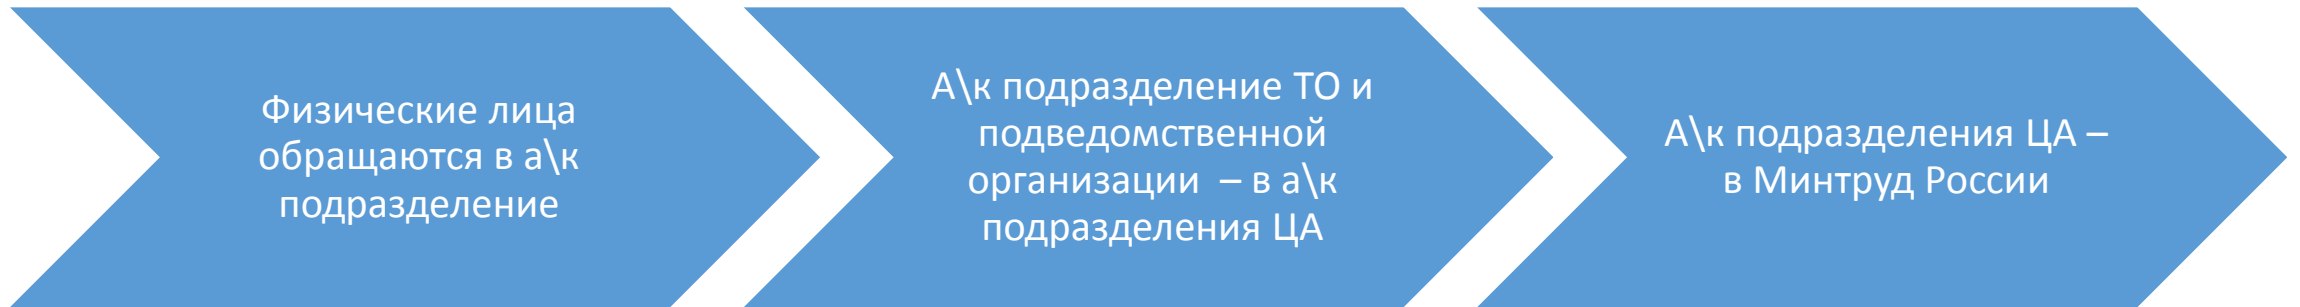 Физические лица
обращаются в а\к
подразделение
А\к подразделение ТО и
подведомственной
организации – в а\к
подразделения ЦА
А\к подразделения ЦА –
в Минтруд России